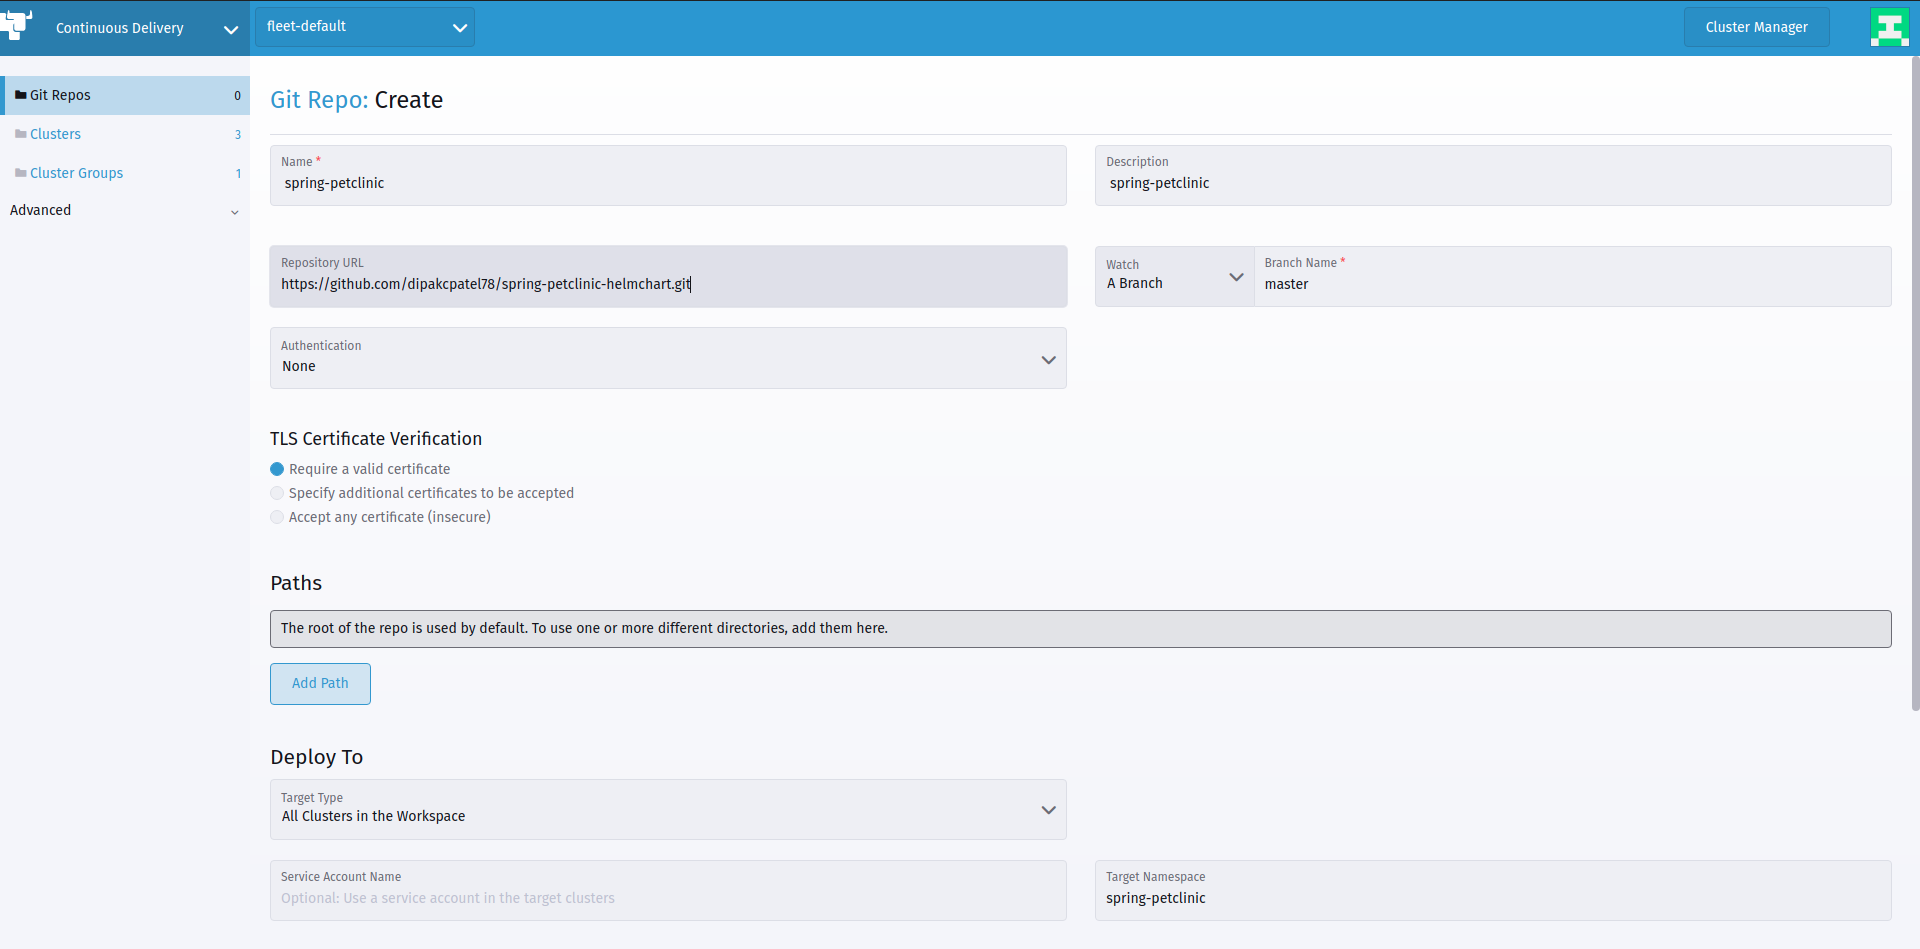 Continuous Delivery
fleet-default
Cluster Manager
Git Repos 0
Clusters 3
Cluster Groups 1
Advanced
Git Repo: Create
Name *
spring-petclinic
Description
spring-petclinic
Repository URL
https://github.com/dipakcpatel78/spring-petclinic-helmchart.git
Watch
A Branch
Branch Name *
master
Authentication
None
TLS Certificate Verification
Require a valid certificate
Specify additional certificates to be accepted
Accept any certificate (insecure)
Paths
The root of the repo is used by default. To use one or more different directories, add them here.
Add Path
Deploy To
Target Type
All Clusters in the Workspace
Service Account Name
Optional: Use a service account in the target clusters
Target Namespace
spring-petclinic